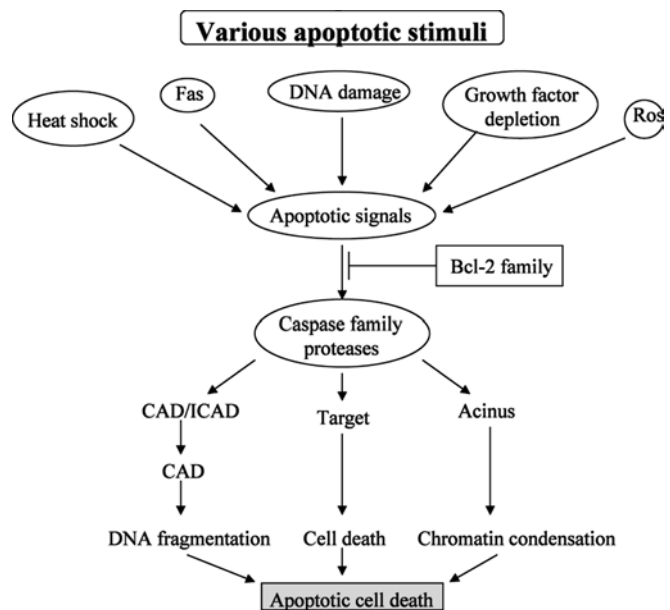 Various apoptotic stimuli
Heat shock
Fas
DNA damage
Growth factor
depletion
Ros
Apoptotic signals
Bcl-2 family
Caspase family
proteases
CAD/ICAD
Target
Acinus
CAD
DNA fragmentation
Cell death
Chromatin condensation
Apoptotic cell death